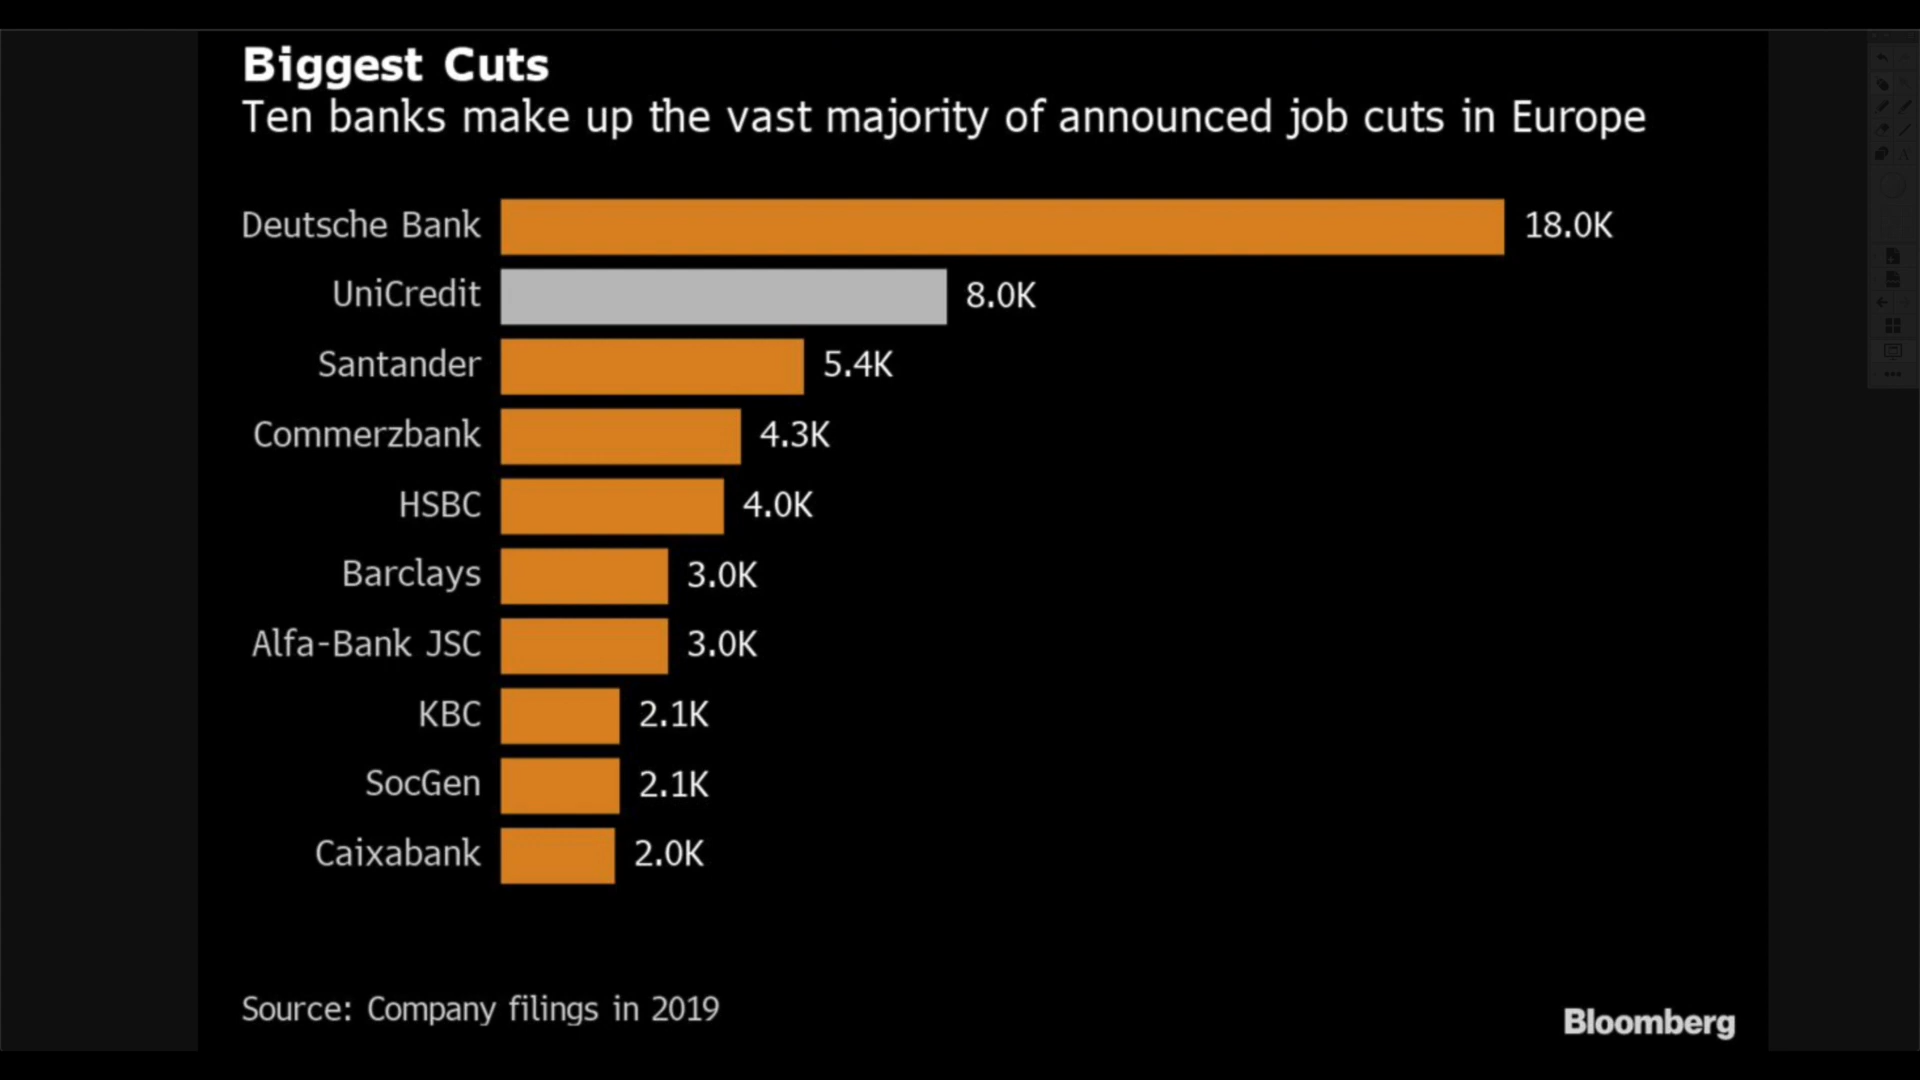 Biggest Cuts
Ten banks make up the vast majority of announced job cuts in Europe
Deutsche Bank 18.0K
UniCredit 8.0K
Santander 5.4K
Commerzbank 4.3K
HSBC 4.0K
Barclays 3.0K
Alfa-Bank JSC 3.0K
KBC 2.1K
SocGen 2.1K
Caixabank 2.0K
Source: Company filings in 2019
Bloomberg